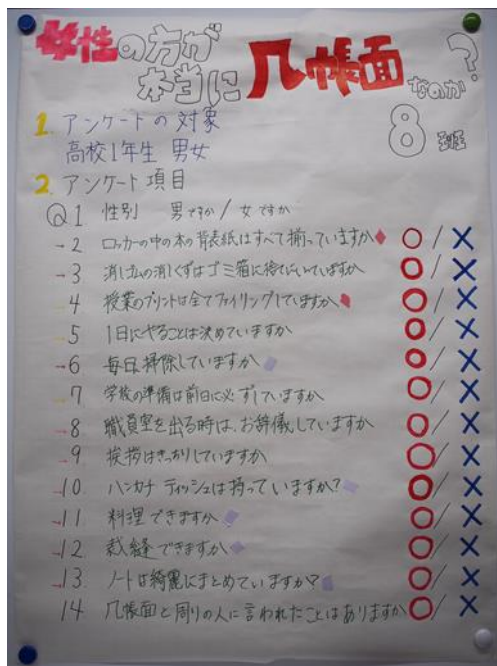 女性の方が
本当に几帳面なのか?
8班
1. アンケートの対象
高校1年生 男女
2. アンケート項目
Q1 性別 男ですか/女ですか
-2 ロッカーの中の本の背表紙はすべて揃っていますか ○/×
-3 消しゴムの消しくずはゴミ箱に捨てにいていますか ○/×
4 授業のプリントは全てファイリングしていますか ○/×
5 1日にやることは決めていますか ○/×
-6 毎日掃除していますか ○/×
7 学校の準備は前日に必ずしていますか ○/×
-8 職員室を出る時は、お辞儀していますか ○/×
-9 挨拶はきっちりしていますか ○/×
-10. ハンカチ ティッシュは持っていますか? ○/×
-11 料理できますか ○/×
-12 裁縫できますか ○/×
-13. ノートは綺麗にまとめていますか? ○/×
14 几帳面と周りの人に言われたことはありますか ○/×